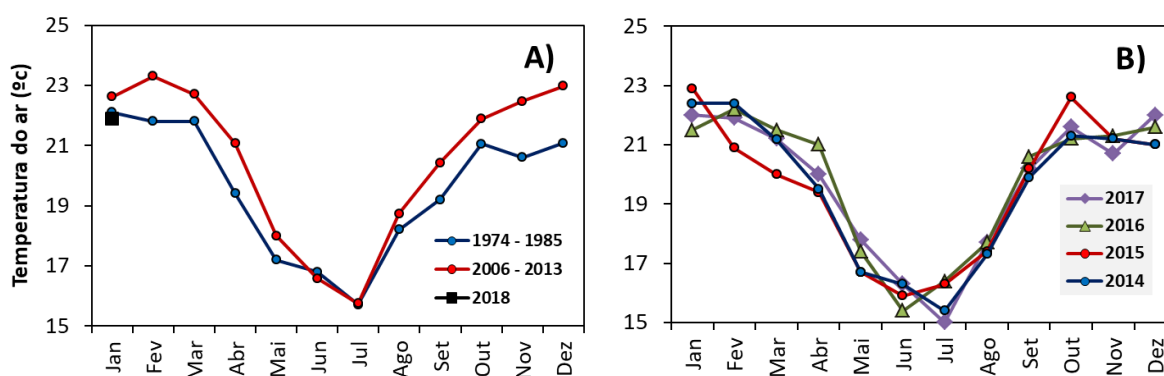 Temperatura do ar (ºc)
25
23
21
19
17
15
A)
1974 - 1985
2006 - 2013
2018
Jan
Fev
Mar
Abr
Mai
Jun
Jul
Ago
Set
Out
Nov
Dez
25
23
21
19
17
15
B)
2017
2016
2015
2014
Jan
Fev
Mar
Abr
Mai
Jun
Jul
Ago
Set
Out
Nov
Dez